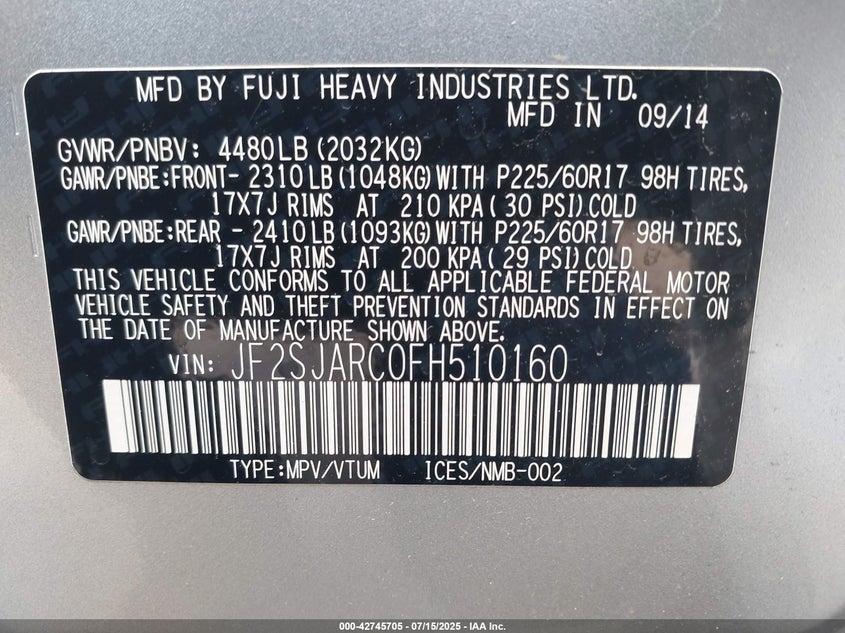 MFD BY FUJI HEAVY INDUSTRIES LTD.
MFD IN 09/14
GVWR/PNBV: 4480LB (2032KG)
GAWR/PNBE:FRONT- 2310LB (1048KG) WITH P225/60R17 98H TIRES,
17X7J RIMS AT 210 KPA( 30 PSI) COLD
GAWR/PNBE:REAR - 2410LB (1093KG) WITH P225/60R17 98H TIRES,
17X7J RIMS AT 200 KPA( 29 PSI) COLD
THIS VEHICLE CONFORMS TO ALL APPLICABLE FEDERAL MOTOR
VEHICLE SAFETY AND THEFT PREVENTION STANDARDS IN EFFECT ON
THE DATE OF MANUFACTURE SHOWN ABOVE.
VIN: JF2SJARC0FH510160
TYPE:MPV/VTUM ICES/NMB-002
000-42745705 - 07/15/2025 - IAA Inc.